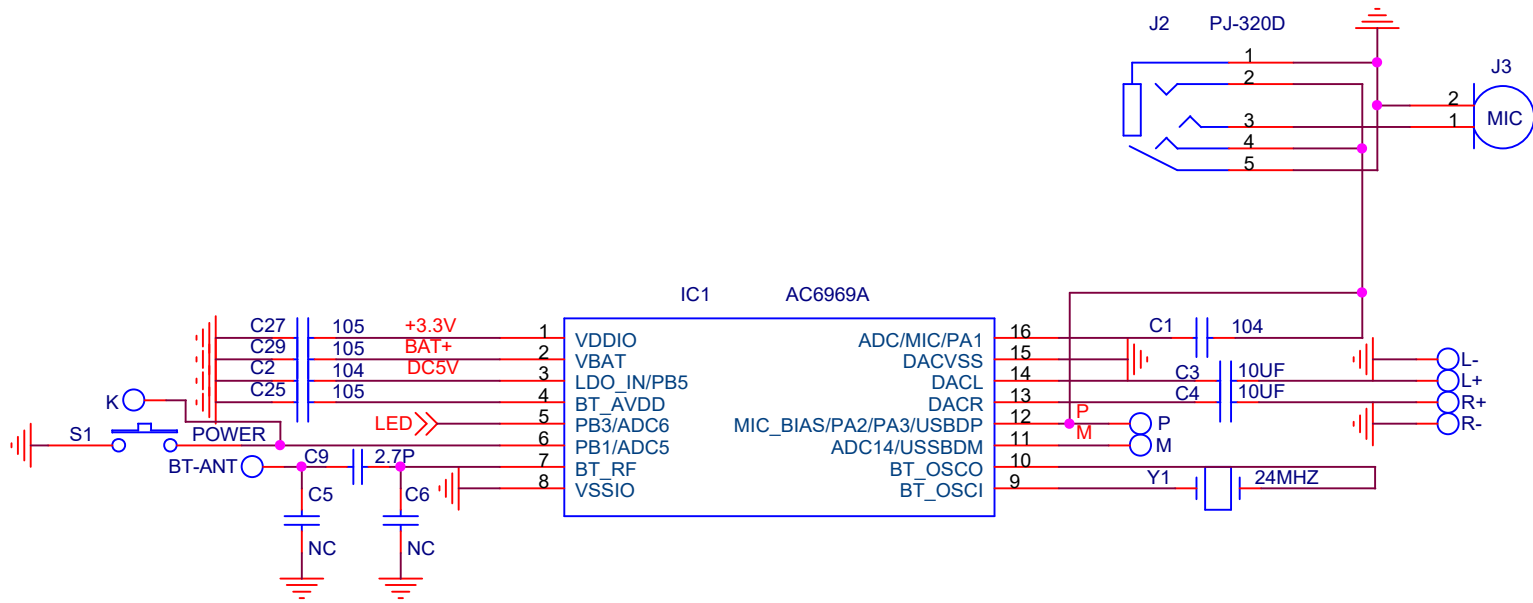 J2 PJ-320D
1
2
3
4
5
J3
2
1
MIC
IC1 AC6969A
C27 105 +3.3V 1 VDDIO
C29 105 BAT+ 2 VBAT
C2 104 DC5V 3 LDO_IN/PB5
C25 105 4 BT_AVDD
LED 5 PB3/ADC6
K
S1 POWER 6 PB1/ADC5
BT-ANT C9 2.7P 7 BT_RF
8 VSSIO
C5 NC
C6 NC
ADC/MIC/PA1 16 C1 104
DACVSS 15 L-
DACL 14 C3 10UF L+
DACR 13 C4 10UF R+
R-
MIC_BIAS/PA2/PA3/USBDP 12 P P
ADC14/USSBDM 11 M M
BT_OSCO 10
BT_OSCI 9 Y1 24MHZ